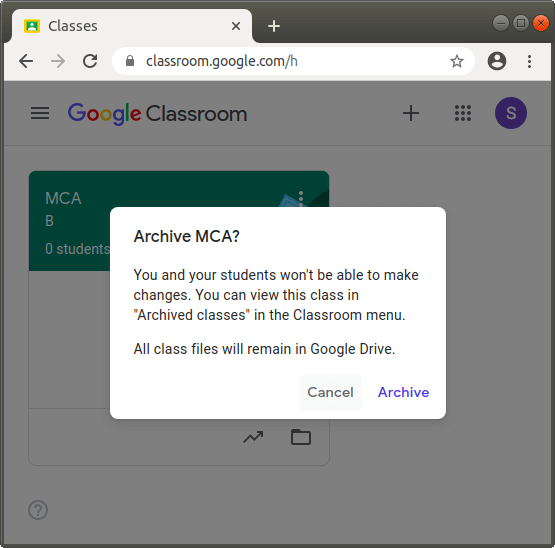 Classes
classroom.google.com/h
Google Classroom
S
MCA
B
0 students
Archive MCA?
You and your students won't be able to make
changes. You can view this class in
"Archived classes" in the Classroom menu.
All class files will remain in Google Drive.
Cancel
Archive